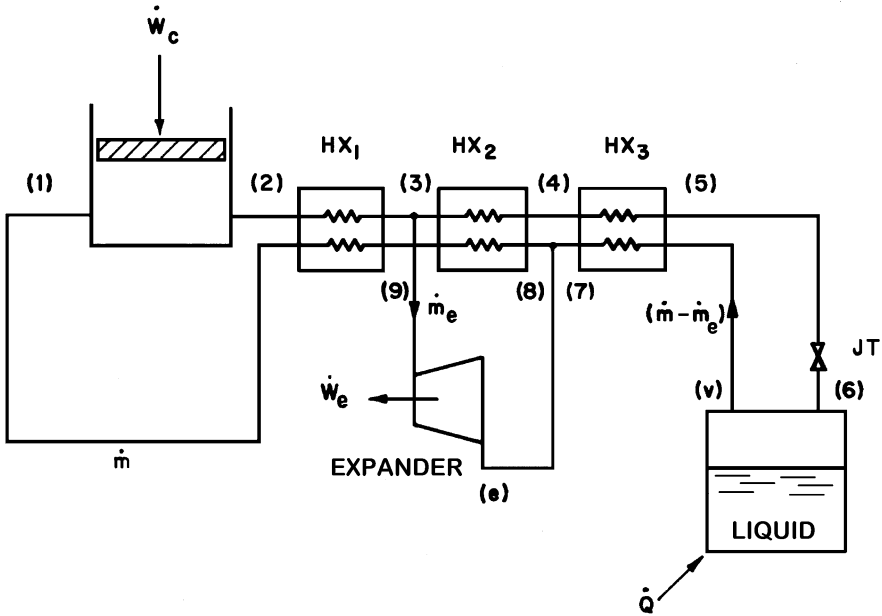 Ẇc
HX₁
HX₂
HX₃
(1)
(2)
(3)
(4)
(5)
(9)
ṁe
(8)
(7)
(ṁ-ṁe)
JT
Ẇe
(v)
(6)
ṁ
EXPANDER
(e)
LIQUID
Q̇